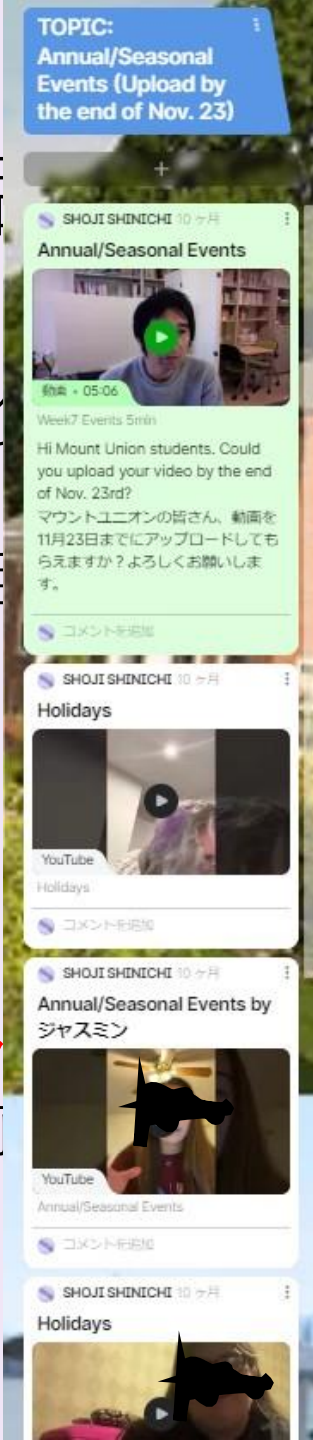 TOPIC:
Annual/Seasonal
Events (Upload by
the end of Nov. 23)
+
SHOJI SHINICHI 10 ヶ月
Annual/Seasonal Events
動画 • 05:06
Week7 Events 5min
Hi Mount Union students. Could
you upload your video by the end
of Nov. 23rd?
マウントユニオンの皆さん、動画を
11月23日までにアップロードしても
らえますか？よろしくお願いしま
す。
コメントを追加
SHOJI SHINICHI 10 ヶ月
Holidays
YouTube
Holidays
コメントを追加
SHOJI SHINICHI 10 ヶ月
Annual/Seasonal Events by
ジャスミン
YouTube
Annual/Seasonal Events
コメントを追加
SHOJI SHINICHI 10 ヶ月
Holidays